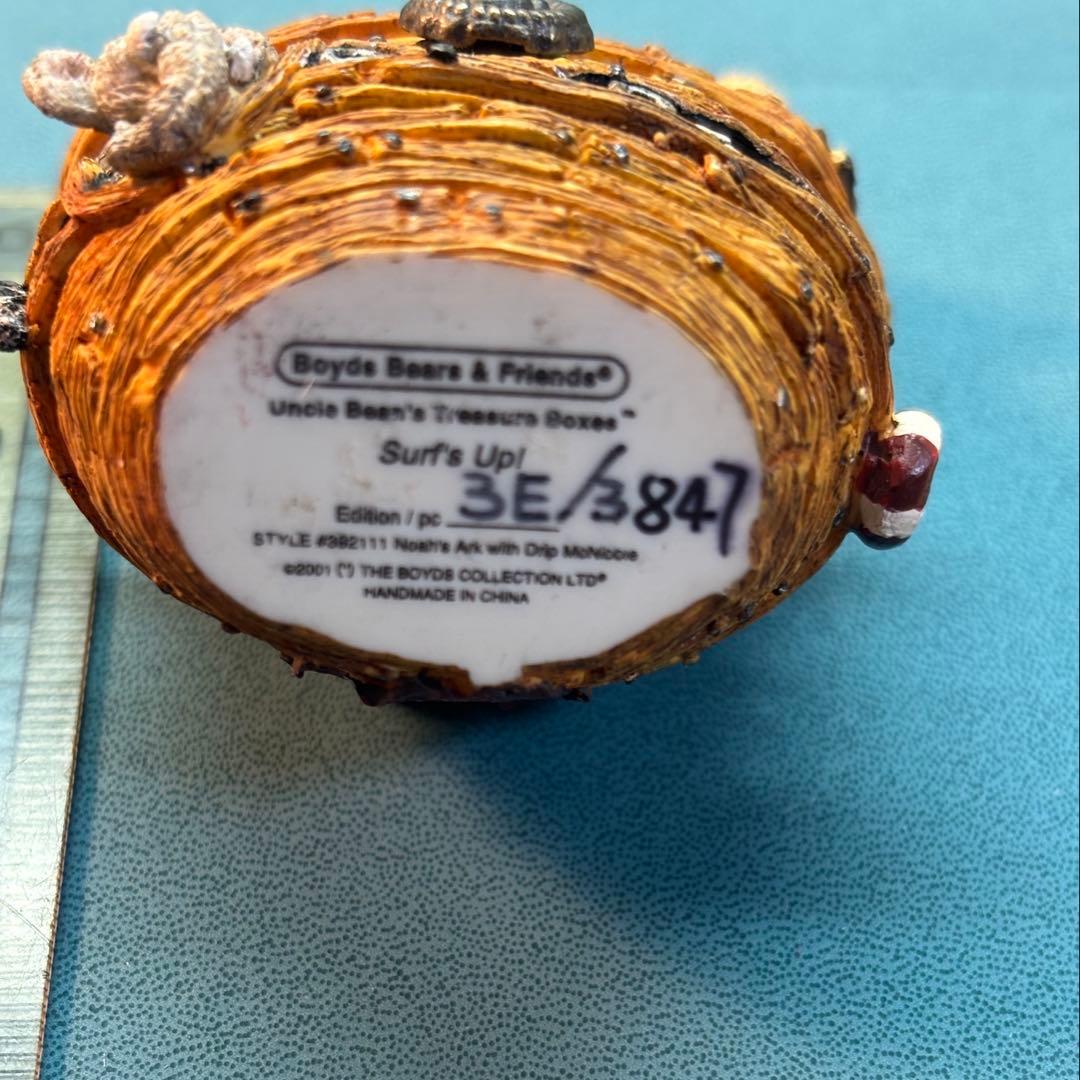 Boyds Bears & Friends®
Uncle Bean's Treasure Boxes™
Surf's Up!
Edition / pc 3E/3847
STYLE #392111 Noah's Ark with Drip McNibble
©2001 (*) THE BOYDS COLLECTION LTD®
HANDMADE IN CHINA